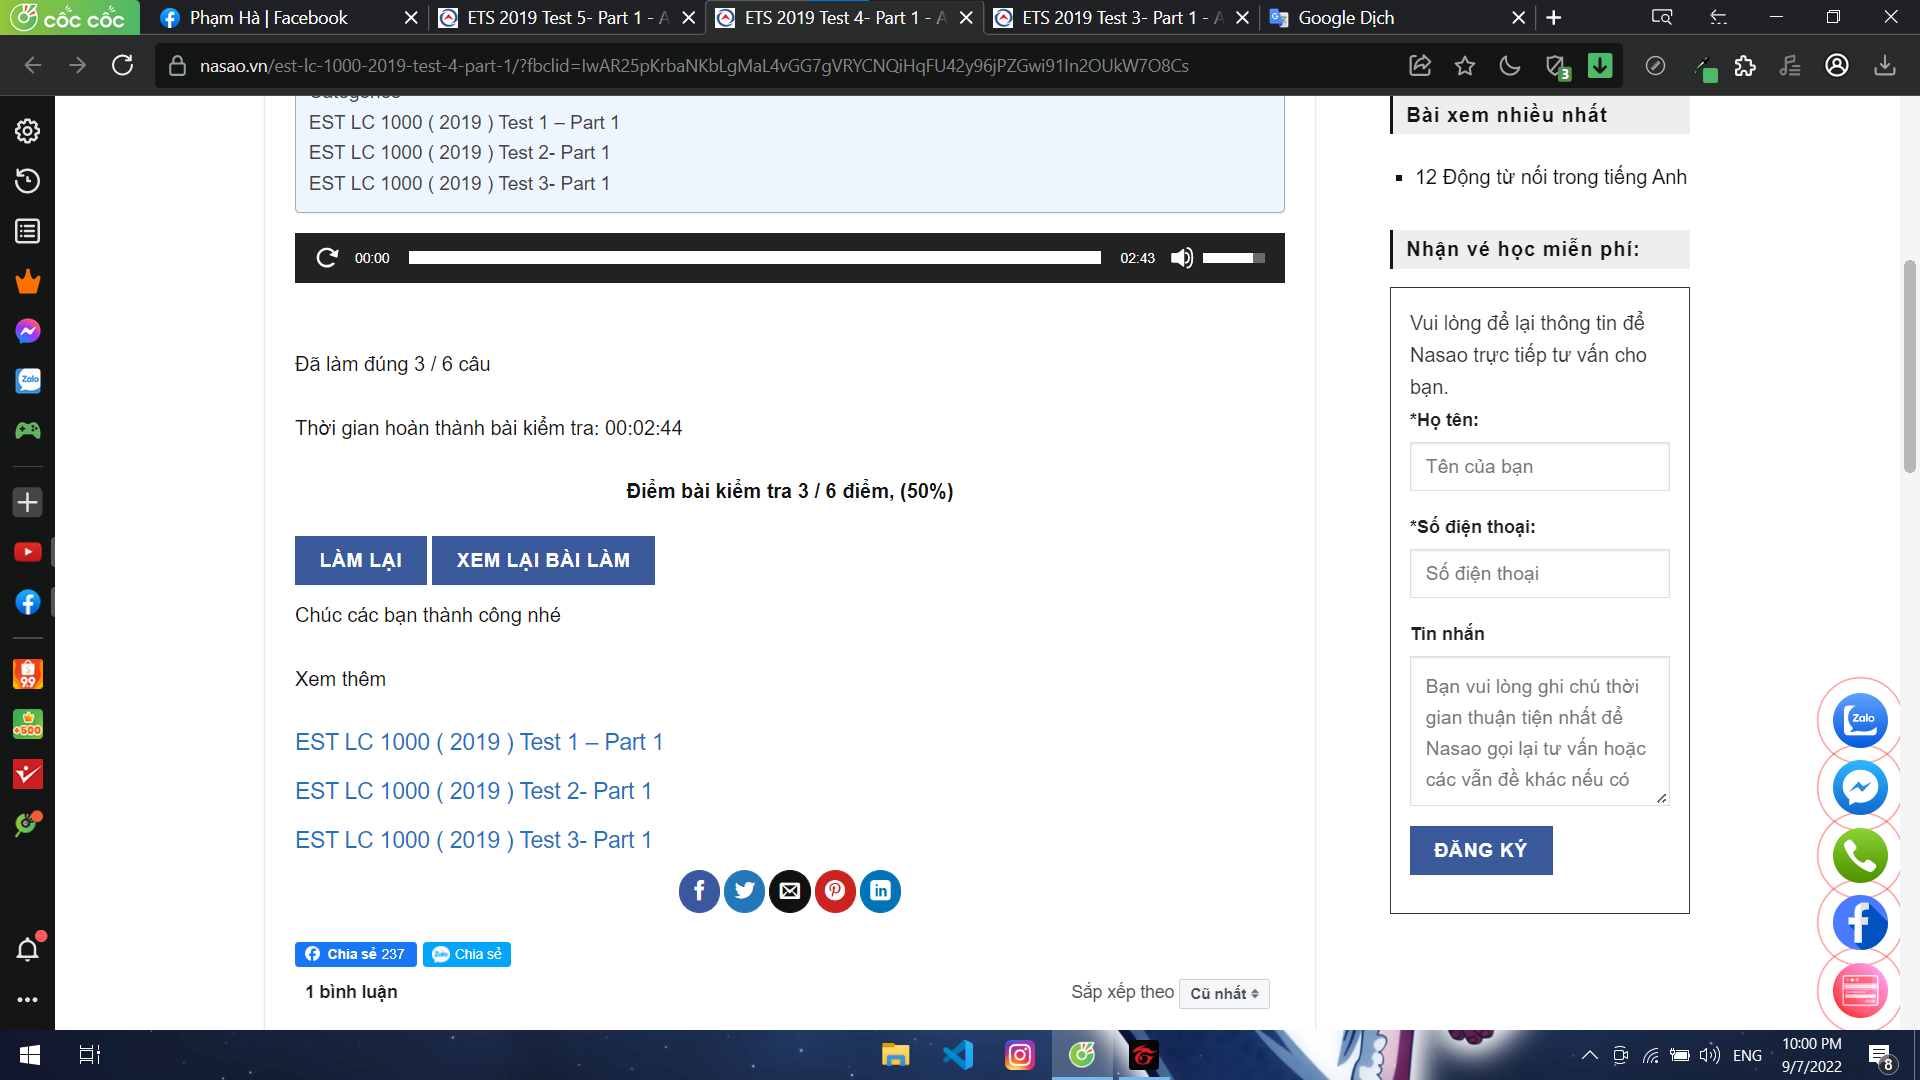 cốc cốc
Phạm Hà | Facebook
ETS 2019 Test 5- Part 1 - A
ETS 2019 Test 4- Part 1 - A
ETS 2019 Test 3- Part 1 - A
Google Dịch
nasao.vn/est-lc-1000-2019-test-4-part-1/?fbclid=IwAR25pKrbaNKbLgMaL4vGG7gVRYCNQiHqFU42y96jPZGwi91In2OUkW7O8Cs
3
Categories
EST LC 1000 ( 2019 ) Test 1 – Part 1
EST LC 1000 ( 2019 ) Test 2- Part 1
EST LC 1000 ( 2019 ) Test 3- Part 1
00:00
02:43
Đã làm đúng 3 / 6 câu
Thời gian hoàn thành bài kiểm tra: 00:02:44
Điểm bài kiểm tra 3 / 6 điểm, (50%)
LÀM LẠI
XEM LẠI BÀI LÀM
Chúc các bạn thành công nhé
Xem thêm
EST LC 1000 ( 2019 ) Test 1 – Part 1
EST LC 1000 ( 2019 ) Test 2- Part 1
EST LC 1000 ( 2019 ) Test 3- Part 1
Chia sẻ 237
Zalo Chia sẻ
1 bình luận
Sắp xếp theo
Cũ nhất
Bài xem nhiều nhất
12 Động từ nối trong tiếng Anh
Nhận vé học miễn phí:
Vui lòng để lại thông tin để
Nasao trực tiếp tư vấn cho
bạn.
*Họ tên:
Tên của bạn
*Số điện thoại:
Số điện thoại
Tin nhắn
Bạn vui lòng ghi chú thời
gian thuận tiện nhất để
Nasao gọi lại tư vấn hoặc
các vẫn đề khác nếu có
ĐĂNG KÝ
Zalo
Zalo
9.9
+500
ENG
10:00 PM
9/7/2022
8